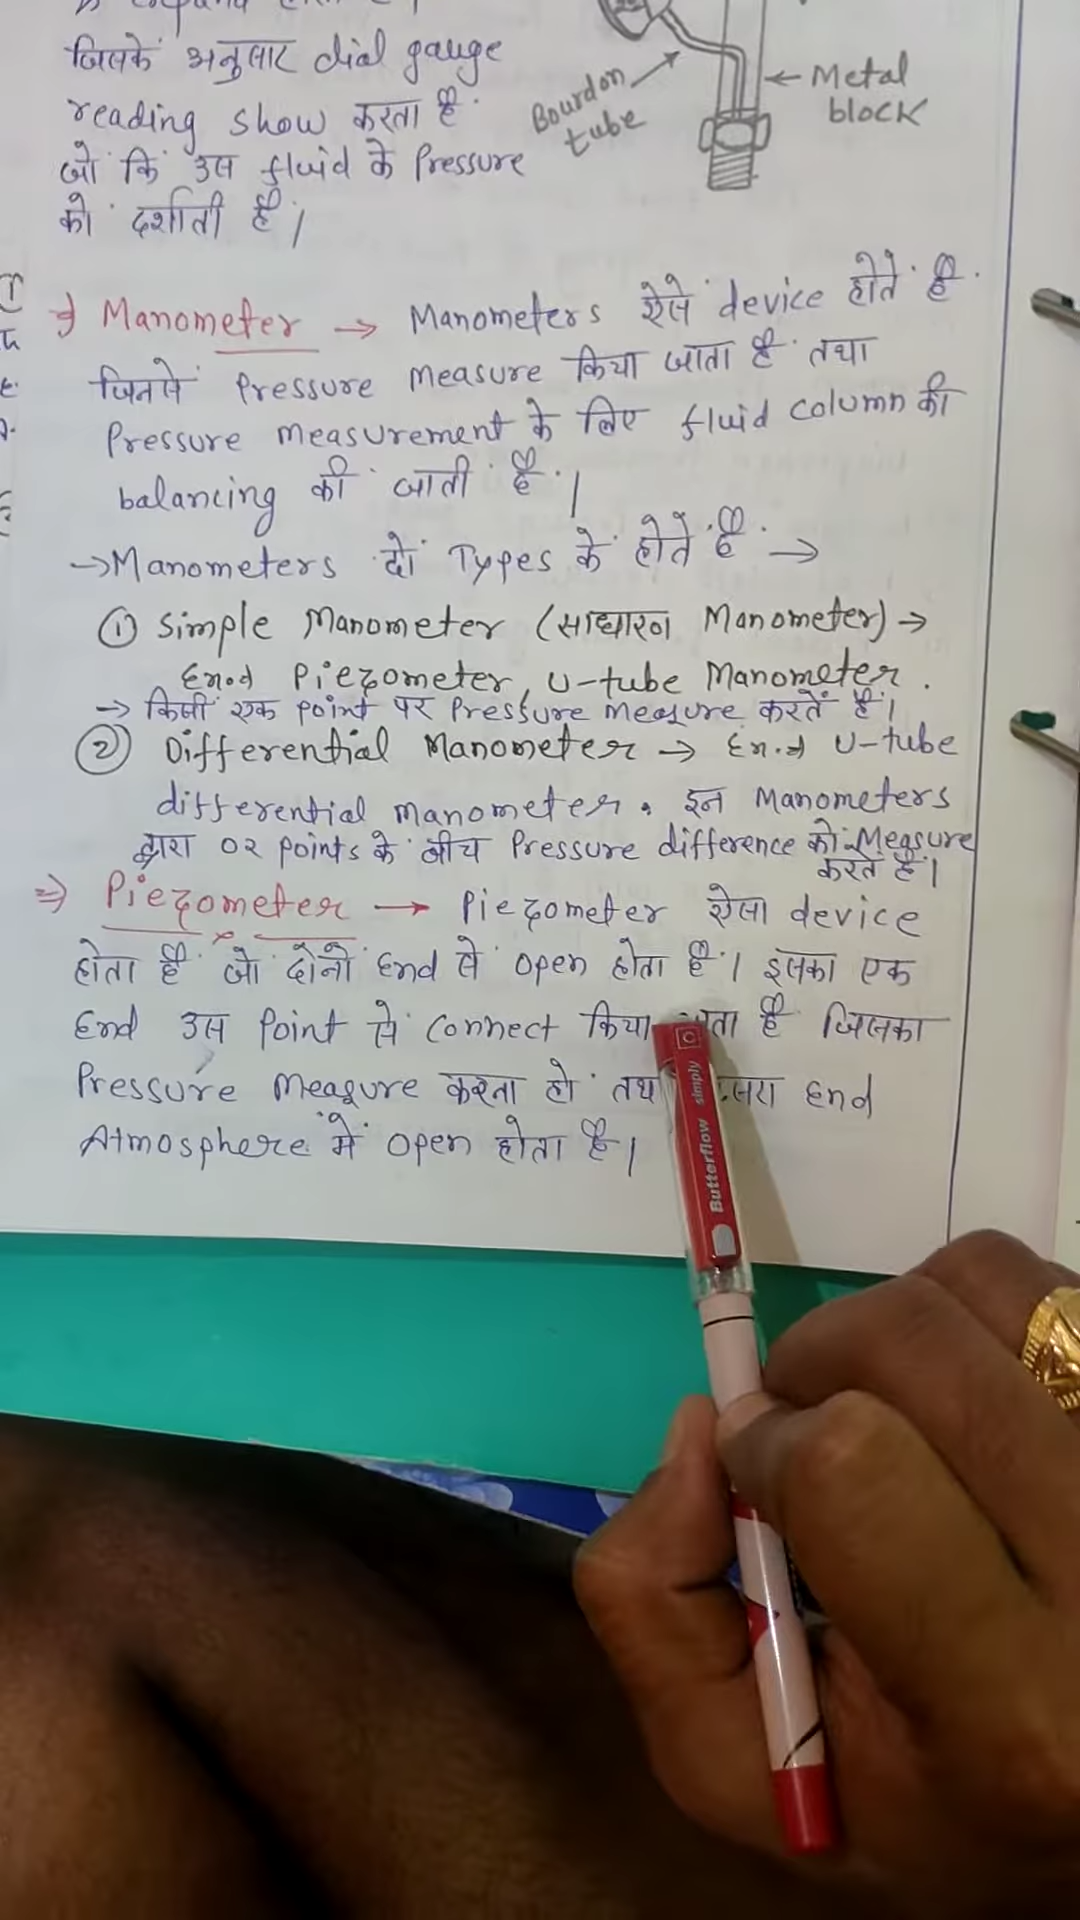 जिसके अनुसार dial gauge
reading show करता है
जो कि उस fluid के Pressure
को दर्शाती है।
Bourdon
tube
← Metal
block
⇒ Manometer → Manometers ऐसे device होते है
जिनसे Pressure measure किया जाता है तथा
Pressure measurement के लिए fluid column की
balancing की जाती है।
→ Manometers दो Types के होते है →
① Simple Manometer (साधारन Manometer) →
Ex.⇒ Piezometer, U-tube Manometer.
→ किसी एक point पर Pressure measure करते है।
② Differential Manometer → Ex.⇒ U-tube
differential manometer. इन Manometers
द्वारा 02 points के बीच Pressure difference को measure
करते है।
⇒ Piezometer → Piezometer ऐसा device
होता है जो दोनो End से open होता है। इसका एक
End उस Point से Connect किया है जिसका
Pressure measure करना हो End
Atmosphere में open होता है।
Butterflow simply